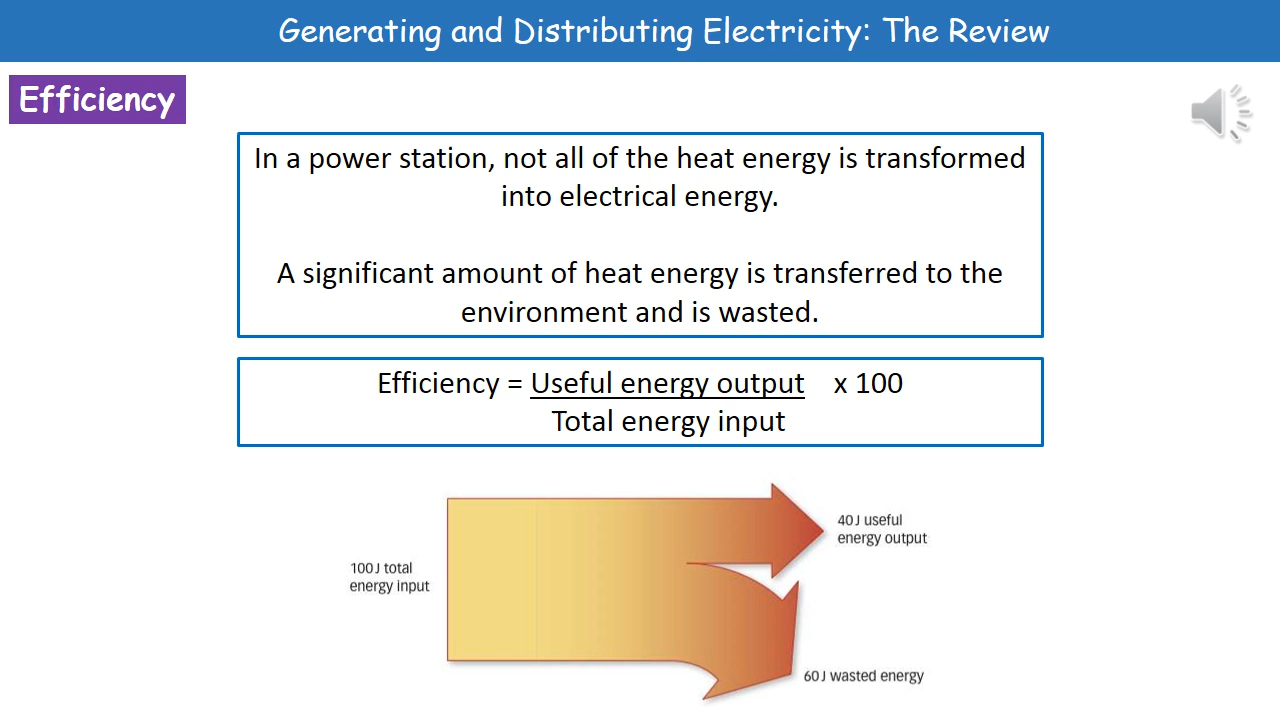 Generating and Distributing Electricity: The Review
Efficiency
In a power station, not all of the heat energy is transformed
into electrical energy.
A significant amount of heat energy is transferred to the
environment and is wasted.
Efficiency = Useful energy output x 100
Total energy input
40 J useful
energy output
100 J total
energy input
60 J wasted energy